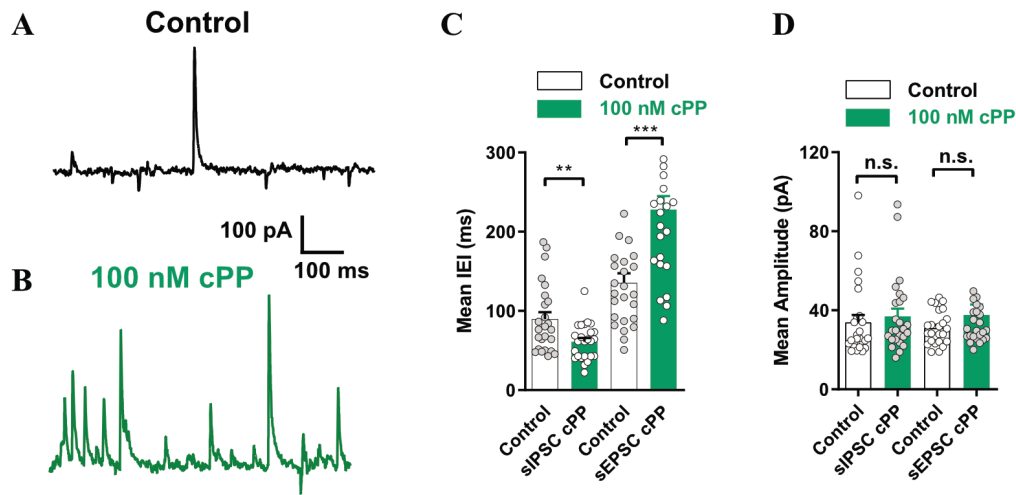 A
Control
100 pA
100 ms
B
100 nM cPP
C
Control
100 nM cPP
Mean IEI (ms)
300
200
100
0
**
***
Control
sIPSC cPP
Control
sEPSC cPP
D
Control
100 nM cPP
Mean Amplitude (pA)
120
80
40
0
n.s.
n.s.
Control
sIPSC cPP
Control
sEPSC cPP